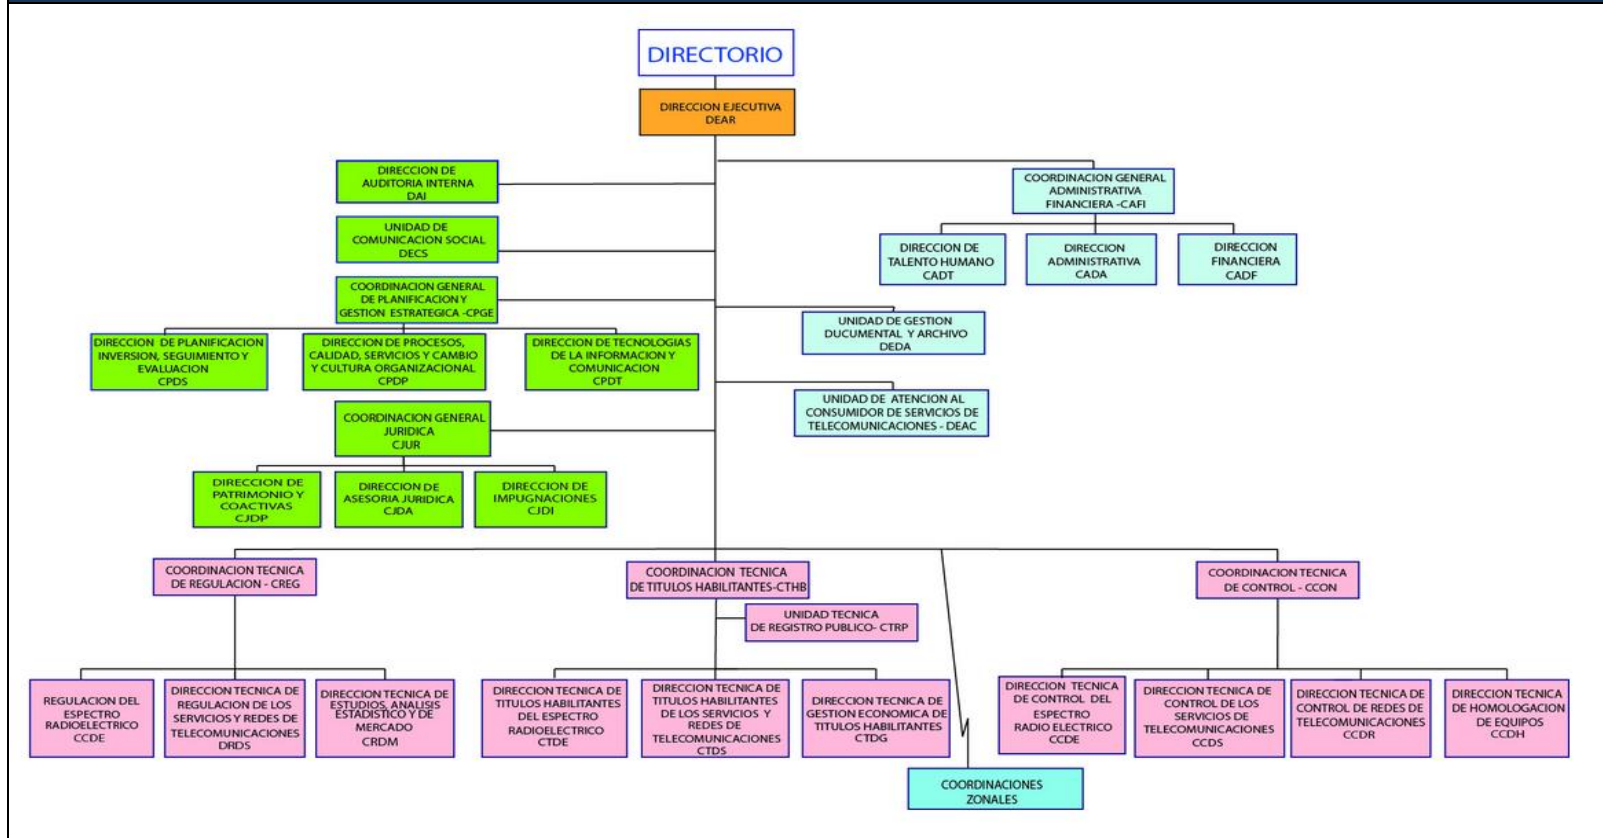 DIRECTORIO
DIRECCION EJECUTIVA
DEAR
DIRECCION DE
AUDITORIA INTERNA
DAI
COORDINACION GENERAL
ADMINISTRATIVA
FINANCIERA -CAFI
UNIDAD DE
COMUNICACION SOCIAL
DECS
DIRECCION DE
TALENTO HUMANO
CADT
DIRECCION
ADMINISTRATIVA
CADA
DIRECCION
FINANCIERA
CADF
COORDINACION GENERAL
DE PLANIFICACION Y
GESTION ESTRATEGICA -CPGE
UNIDAD DE GESTION
DUCUMENTAL Y ARCHIVO
DEDA
DIRECCION DE PLANIFICACION
INVERSION, SEGUIMIENTO Y
EVALUACION
CPDS
DIRECCION DE PROCESOS,
CALIDAD, SERVICIOS Y CAMBIO
Y CULTURA ORGANIZACIONAL
CPDP
DIRECCION DE TECNOLOGIAS
DE LA INFORMACION Y
COMUNICACION
CPDT
UNIDAD DE ATENCION AL
CONSUMIDOR DE SERVICIOS DE
TELECOMUNICACIONES - DEAC
COORDINACION GENERAL
JURIDICA
CJUR
DIRECCION DE
PATRIMONIO Y
COACTIVAS
CJDP
DIRECCION DE
ASESORIA JURIDICA
CJDA
DIRECCION DE
IMPUGNACIONES
CJDI
COORDINACION TECNICA
DE REGULACION - CREG
COORDINACION TECNICA
DE TITULOS HABILITANTES-CTHB
COORDINACION TECNICA
DE CONTROL - CCON
UNIDAD TECNICA
DE REGISTRO PUBLICO- CTRP
REGULACION DEL
ESPECTRO
RADIOELECTRICO
CCDE
DIRECCION TECNICA DE
REGULACION DE LOS
SERVICIOS Y REDES DE
TELECOMUNICACIONES
DRDS
DIRECCION TECNICA DE
ESTUDIOS, ANALISIS
ESTADISTICO Y DE
MERCADO
CRDM
DIRECCION TECNICA DE
TITULOS HABILITANTES
DEL ESPECTRO
RADIOELECTRICO
CTDE
DIRECCION TECNICA DE
TITULOS HABILITANTES
DE LOS SERVICIOS Y
REDES DE
TELECOMUNICACIONES
CTDS
DIRECCION TECNICA DE
GESTION ECONOMICA DE
TITULOS HABILITANTES
CTDG
DIRECCION TECNICA
DE CONTROL DEL
ESPECTRO
RADIO ELECTRICO
CCDE
DIRECCION TECNICA DE
CONTROL DE LOS
SERVICIOS DE
TELECOMUNICACIONES
CCDS
DIRECCION TECNICA DE
CONTROL DE REDES DE
TELECOMUNICACIONES
CCDR
DIRECCION TECNICA
DE HOMOLOGACION
DE EQUIPOS
CCDH
COORDINACIONES
ZONALES